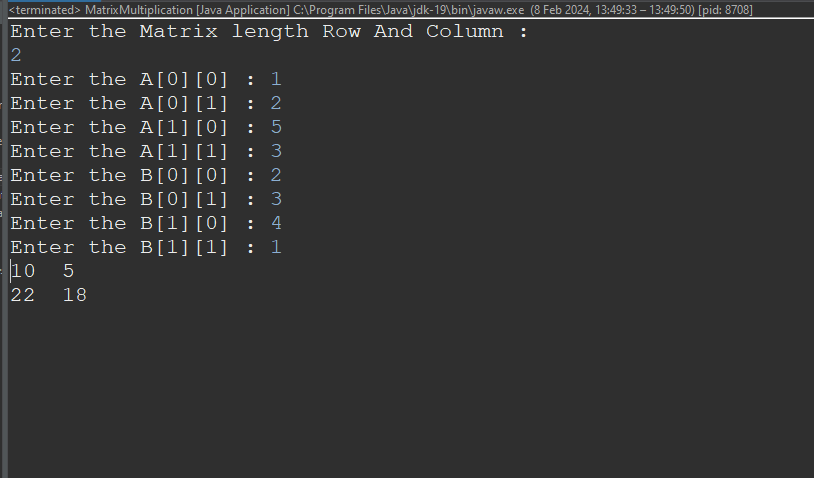 <terminated> MatrixMultiplication [Java Application] C:\Program Files\Java\jdk-19\bin\javaw.exe (8 Feb 2024, 13:49:33 – 13:49:50) [pid: 8708]
Enter the Matrix length Row And Column :
2
Enter the A[0][0] : 1
Enter the A[0][1] : 2
Enter the A[1][0] : 5
Enter the A[1][1] : 3
Enter the B[0][0] : 2
Enter the B[0][1] : 3
Enter the B[1][0] : 4
Enter the B[1][1] : 1
10 5
22 18